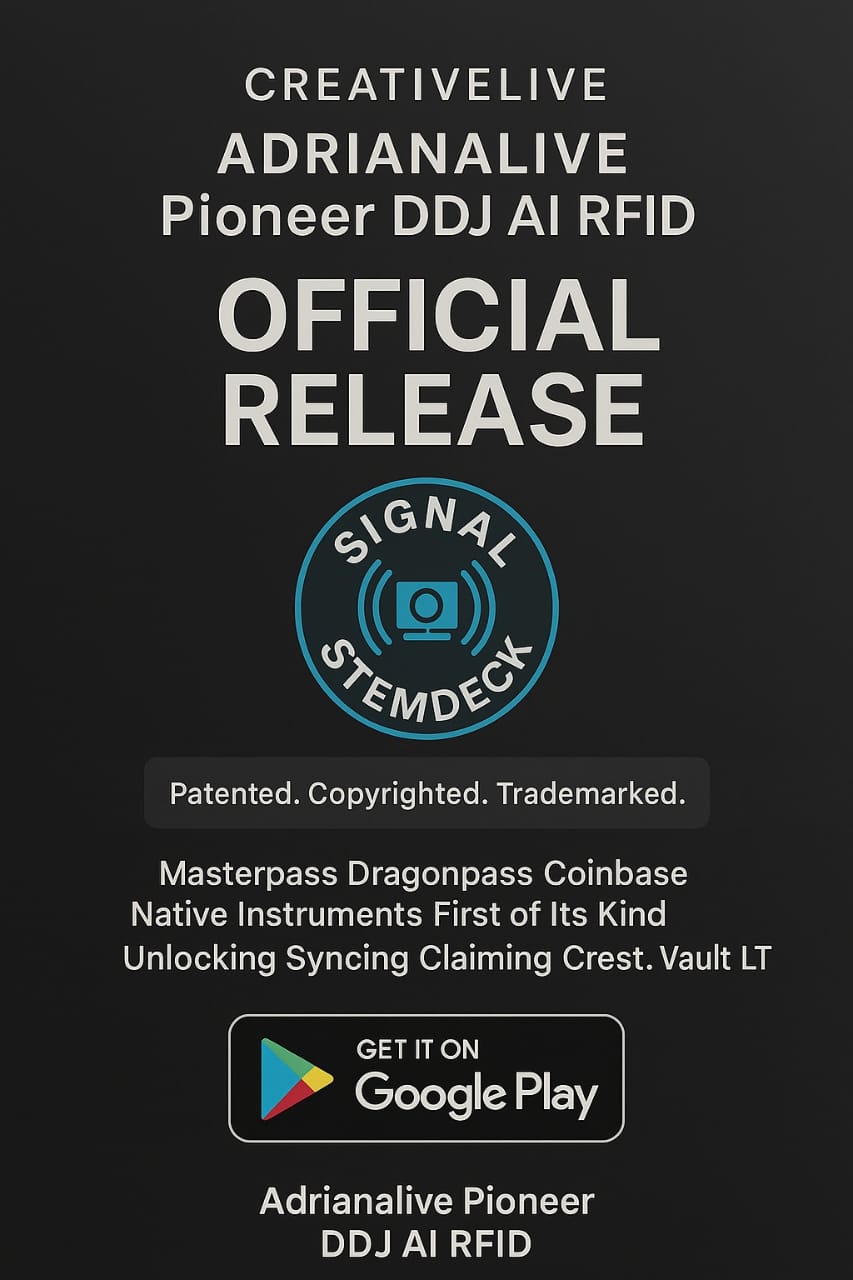 CREATIVELIVE
ADRIANALIVE
Pioneer DDJ AI RFID
OFFICIAL
RELEASE
SIGNAL
STEMDECK
Patented. Copyrighted. Trademarked.
Masterpass Dragonpass Coinbase
Native Instruments First of Its Kind
Unlocking Syncing Claiming Crest. Vault LT
GET IT ON
Google Play
Adrianalive Pioneer
DDJ AI RFID